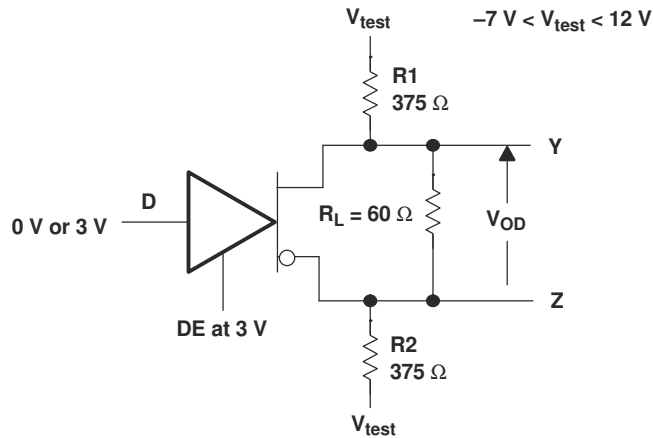 V_test
–7 V < V_test < 12 V
R1
375 Ω
Y
D
0 V or 3 V
R_L = 60 Ω
V_OD
Z
DE at 3 V
R2
375 Ω
V_test